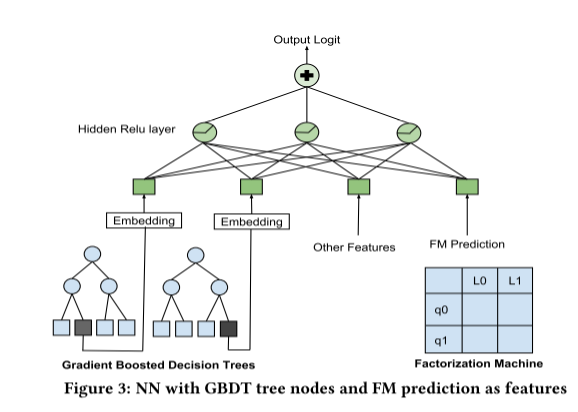 Output Logit
Hidden Relu layer
Embedding
Embedding
Other Features
FM Prediction
L0 L1
q0
q1
Gradient Boosted Decision Trees
Factorization Machine
Figure 3: NN with GBDT tree nodes and FM prediction as features